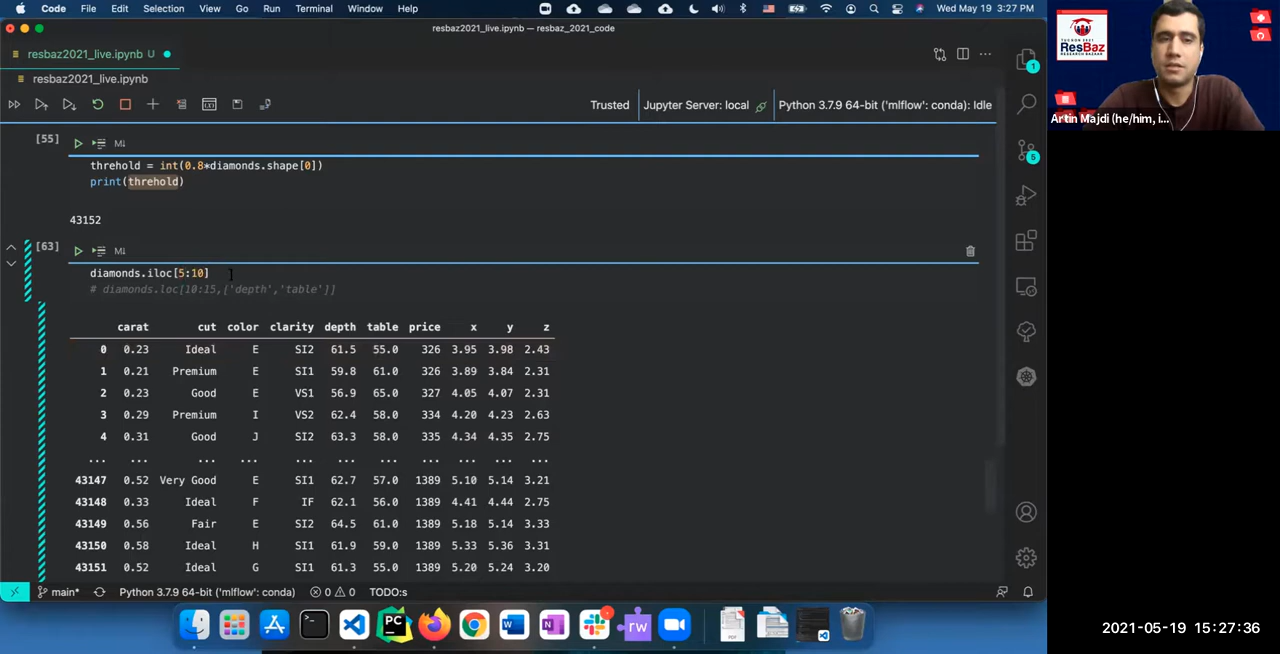 Code File Edit Selection View Go Run Terminal Window Help Wed May 19 3:27 PM
resbaz2021_live.ipynb — resbaz_2021_code
resbaz2021_live.ipynb U
resbaz2021_live.ipynb
Trusted Jupyter Server: local Python 3.7.9 64-bit ('mlflow': conda): Idle
[55]
M↓
threhold = int(0.8*diamonds.shape[0])
print(threhold)
43152
[63]
M↓
diamonds.iloc[5:10]
# diamonds.loc[10:15,['depth','table']]
carat cut color clarity depth table price x y z
0 0.23 Ideal E SI2 61.5 55.0 326 3.95 3.98 2.43
1 0.21 Premium E SI1 59.8 61.0 326 3.89 3.84 2.31
2 0.23 Good E VS1 56.9 65.0 327 4.05 4.07 2.31
3 0.29 Premium I VS2 62.4 58.0 334 4.20 4.23 2.63
4 0.31 Good J SI2 63.3 58.0 335 4.34 4.35 2.75
... ... ... ... ... ... ... ... ... ... ...
43147 0.52 Very Good E SI1 62.7 57.0 1389 5.10 5.14 3.21
43148 0.33 Ideal F IF 62.1 56.0 1389 4.41 4.44 2.75
43149 0.56 Fair E SI2 64.5 61.0 1389 5.18 5.14 3.33
43150 0.58 Ideal H SI1 61.9 59.0 1389 5.33 5.36 3.31
43151 0.52 Ideal G SI1 61.3 55.0 1389 5.20 5.24 3.20
main* Python 3.7.9 64-bit ('mlflow': conda) 0 0 TODO:s
1
6
PC
W
N
rw
PDF
TUCSON 2021
ResBaz
RESEARCH BAZAAR
Artin Majdi (he/him, i...
2021-05-19 15:27:36